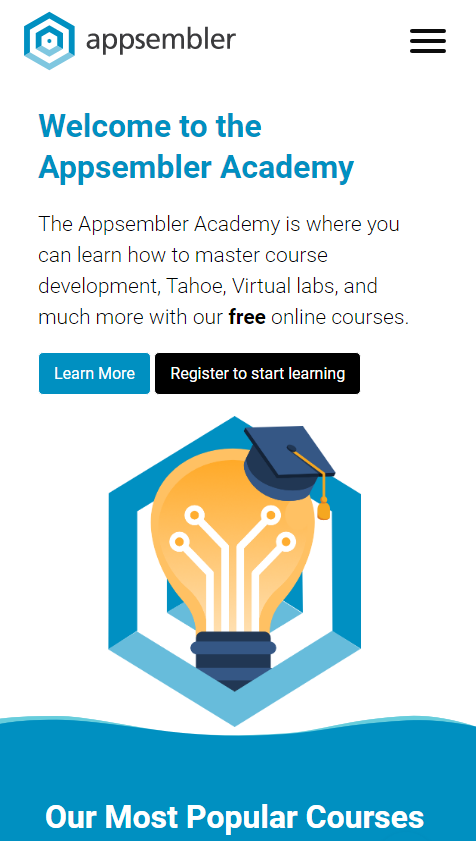 appsembler
Welcome to the
Appsembler Academy
The Appsembler Academy is where you
can learn how to master course
development, Tahoe, Virtual labs, and
much more with our free online courses.
Learn More
Register to start learning
Our Most Popular Courses